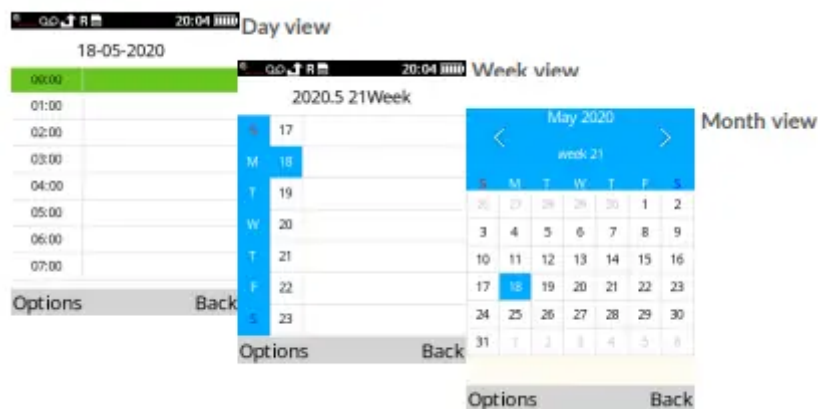 R 20:04
Day view
18-05-2020
00:00
01:00
02:00
03:00
04:00
05:00
06:00
07:00
Options Back
R 20:04
Week view
2020.5 21Week
S 17
M 18
T 19
W 20
T 21
F 22
S 23
Options Back
Month view
May 2020
week 21
S M T W T F S
26 27 28 29 30 1 2
3 4 5 6 7 8 9
10 11 12 13 14 15 16
17 18 19 20 21 22 23
24 25 26 27 28 29 30
31 1 2 3 4 5 6
Options Back